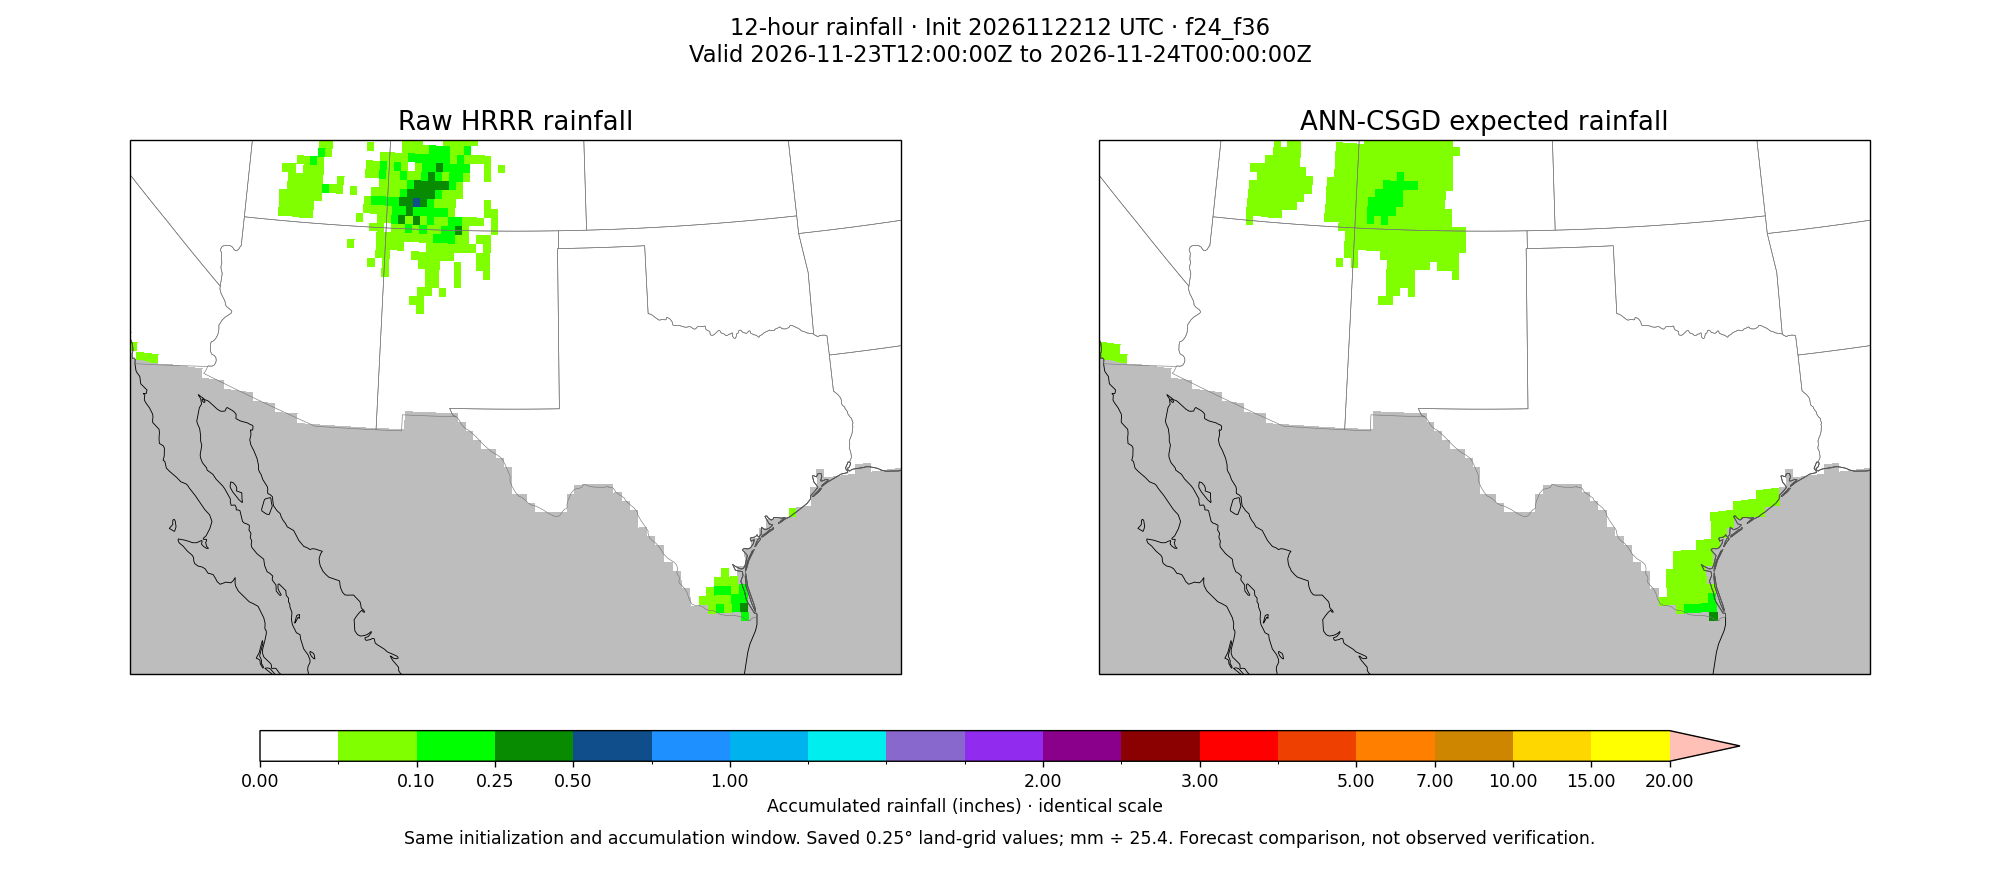 12-hour rainfall · Init 2026112212 UTC · f24_f36
Valid 2026-11-23T12:00:00Z to 2026-11-24T00:00:00Z
Raw HRRR rainfall
ANN-CSGD expected rainfall
0.00 0.10 0.25 0.50 1.00 2.00 3.00 5.00 7.00 10.00 15.00 20.00
Accumulated rainfall (inches) · identical scale
Same initialization and accumulation window. Saved 0.25° land-grid values; mm ÷ 25.4. Forecast comparison, not observed verification.